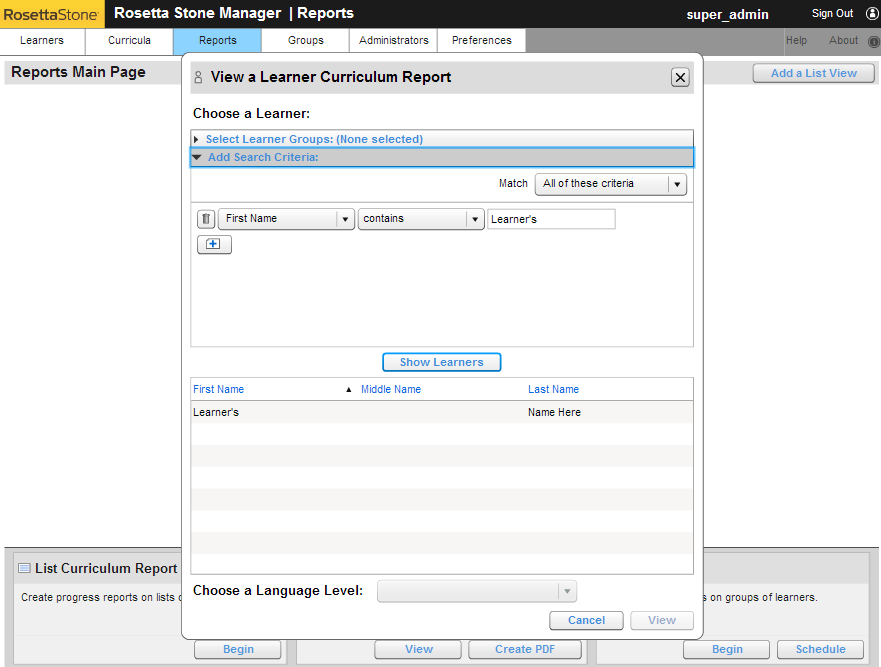 RosettaStone Rosetta Stone Manager | Reports super_admin Sign Out
Learners Curricula Reports Groups Administrators Preferences Help About
Reports Main Page Add a List View
View a Learner Curriculum Report
Choose a Learner:
Select Learner Groups: (None selected)
Add Search Criteria:
Match All of these criteria
First Name contains Learner's
Show Learners
First Name Middle Name Last Name
Learner's Name Here
Choose a Language Level:
Cancel View
List Curriculum Report
Create progress reports on lists
s on groups of learners.
Begin View Create PDF Begin Schedule